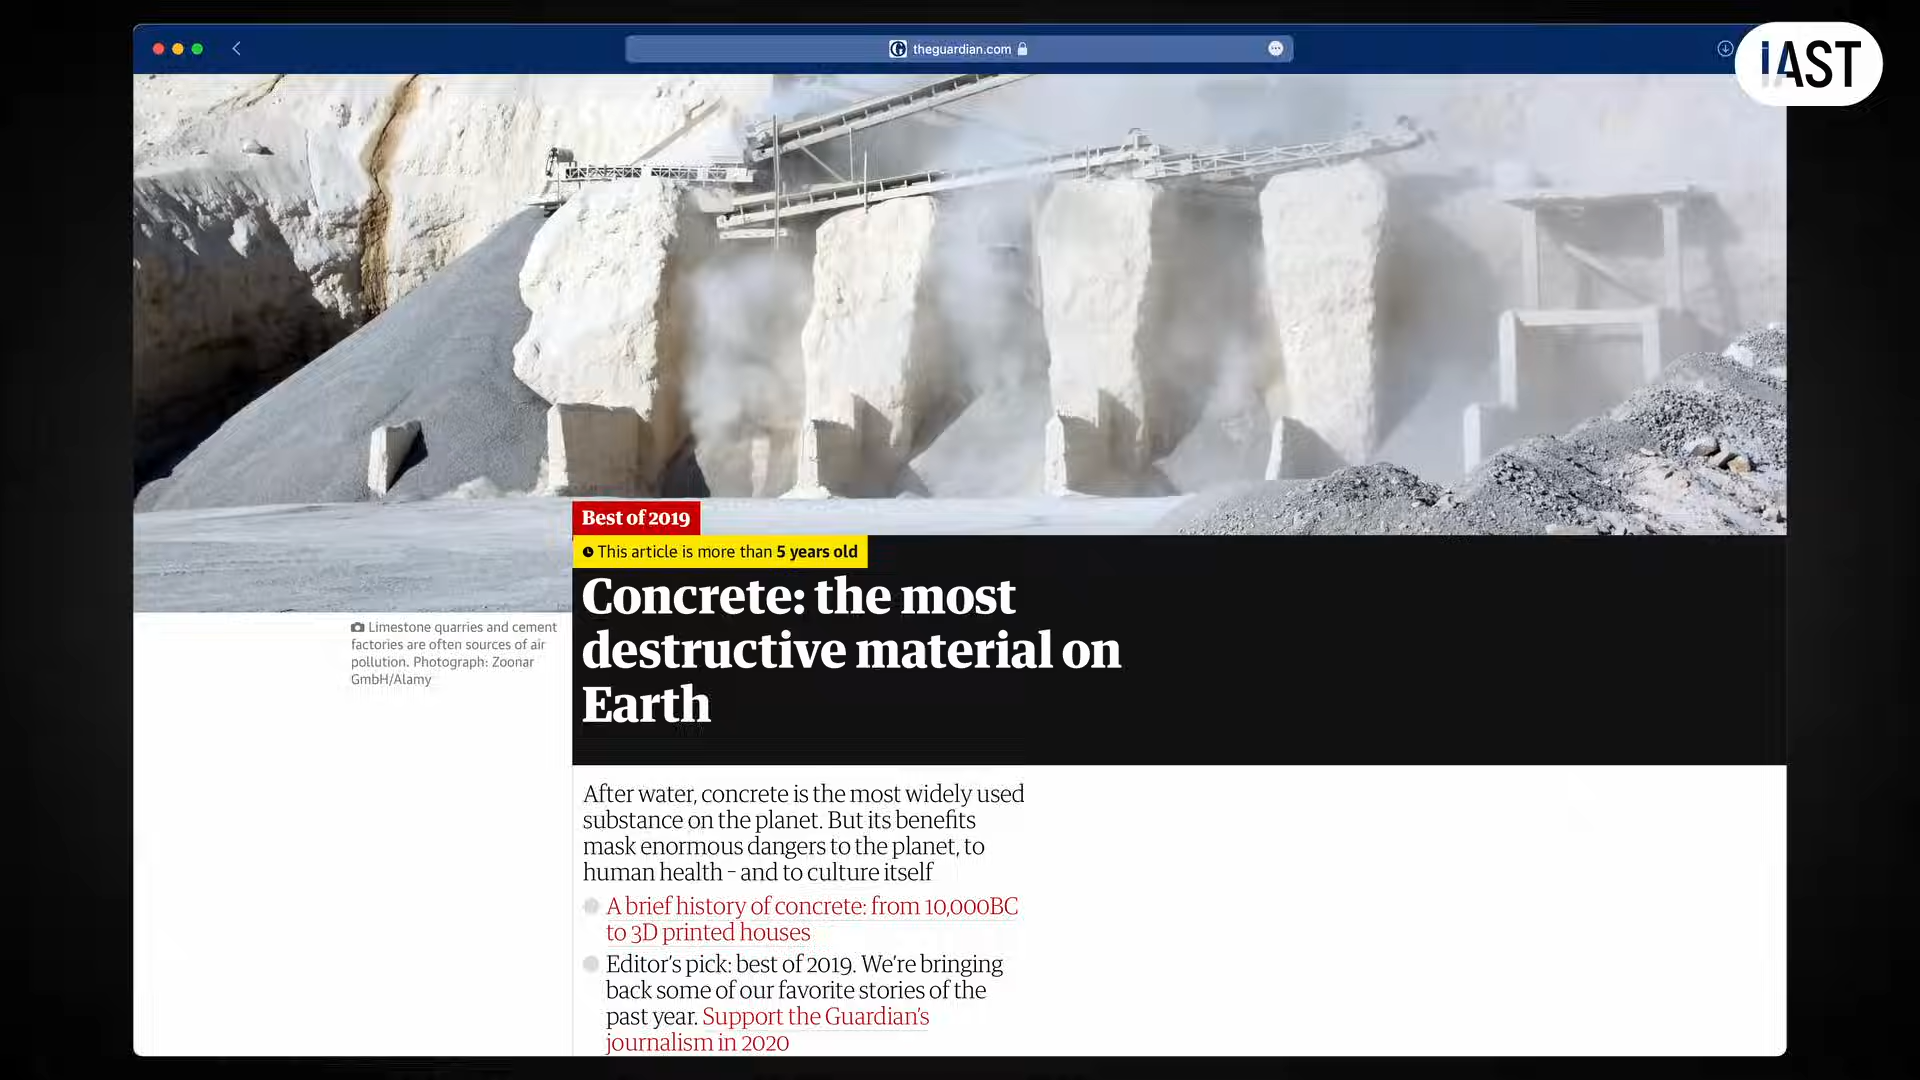 theguardian.com
iAST
Best of 2019
This article is more than 5 years old
Concrete: the most
destructive material on
Earth
Limestone quarries and cement
factories are often sources of air
pollution. Photograph: Zoonar
GmbH/Alamy
After water, concrete is the most widely used
substance on the planet. But its benefits
mask enormous dangers to the planet, to
human health – and to culture itself
A brief history of concrete: from 10,000BC
to 3D printed houses
Editor’s pick: best of 2019. We’re bringing
back some of our favorite stories of the
past year. Support the Guardian’s
journalism in 2020